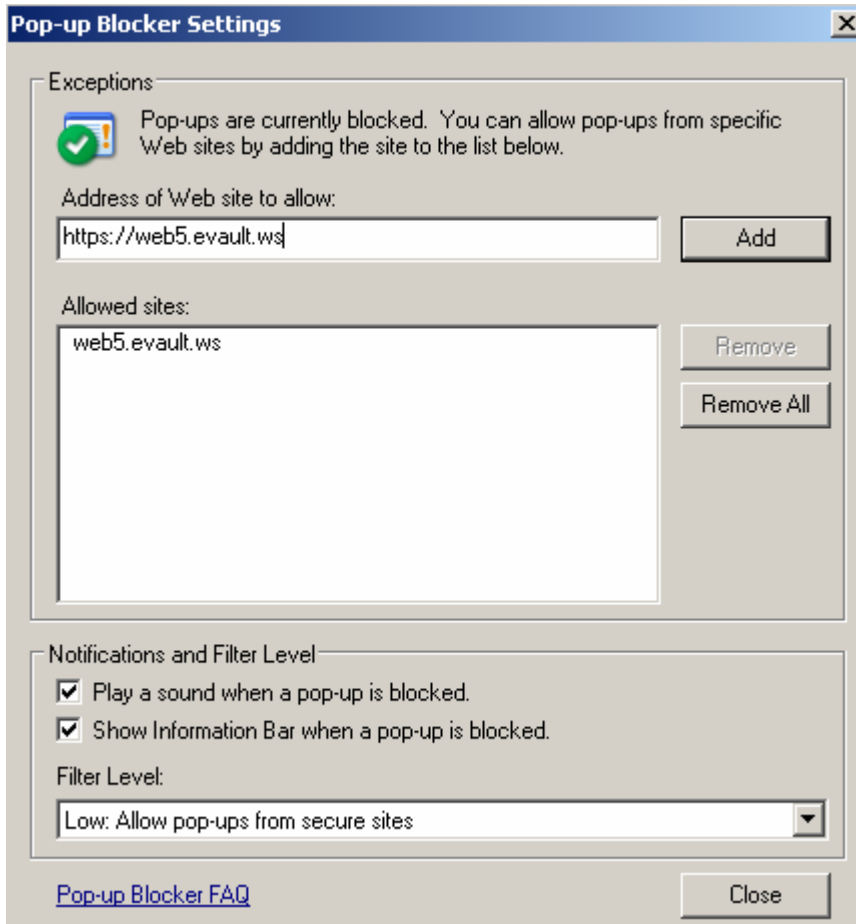 Pop-up Blocker Settings
Exceptions
Pop-ups are currently blocked. You can allow pop-ups from specific
Web sites by adding the site to the list below.
Address of Web site to allow:
https://web5.evault.ws
Add
Allowed sites:
web5.evault.ws
Remove
Remove All
Notifications and Filter Level
Play a sound when a pop-up is blocked.
Show Information Bar when a pop-up is blocked.
Filter Level:
Low: Allow pop-ups from secure sites
Pop-up Blocker FAQ
Close